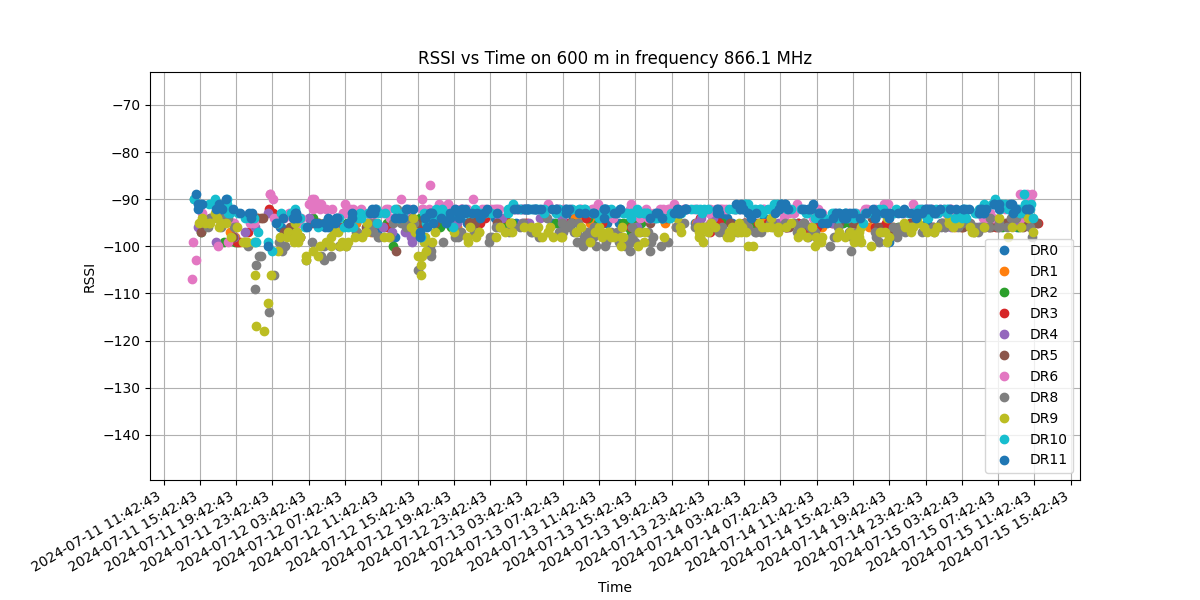 RSSI vs Time on 600 m in frequency 866.1 MHz
RSSI
−70
−80
−90
−100
−110
−120
−130
−140
DR0
DR1
DR2
DR3
DR4
DR5
DR6
DR8
DR9
DR10
DR11
2024-07-11 11:42:43
2024-07-11 15:42:43
2024-07-11 19:42:43
2024-07-11 23:42:43
2024-07-12 03:42:43
2024-07-12 07:42:43
2024-07-12 11:42:43
2024-07-12 15:42:43
2024-07-12 19:42:43
2024-07-12 23:42:43
2024-07-13 03:42:43
2024-07-13 07:42:43
2024-07-13 11:42:43
2024-07-13 15:42:43
2024-07-13 19:42:43
2024-07-13 23:42:43
2024-07-14 03:42:43
2024-07-14 07:42:43
2024-07-14 11:42:43
2024-07-14 15:42:43
2024-07-14 19:42:43
2024-07-14 23:42:43
2024-07-15 03:42:43
2024-07-15 07:42:43
2024-07-15 11:42:43
2024-07-15 15:42:43
Time